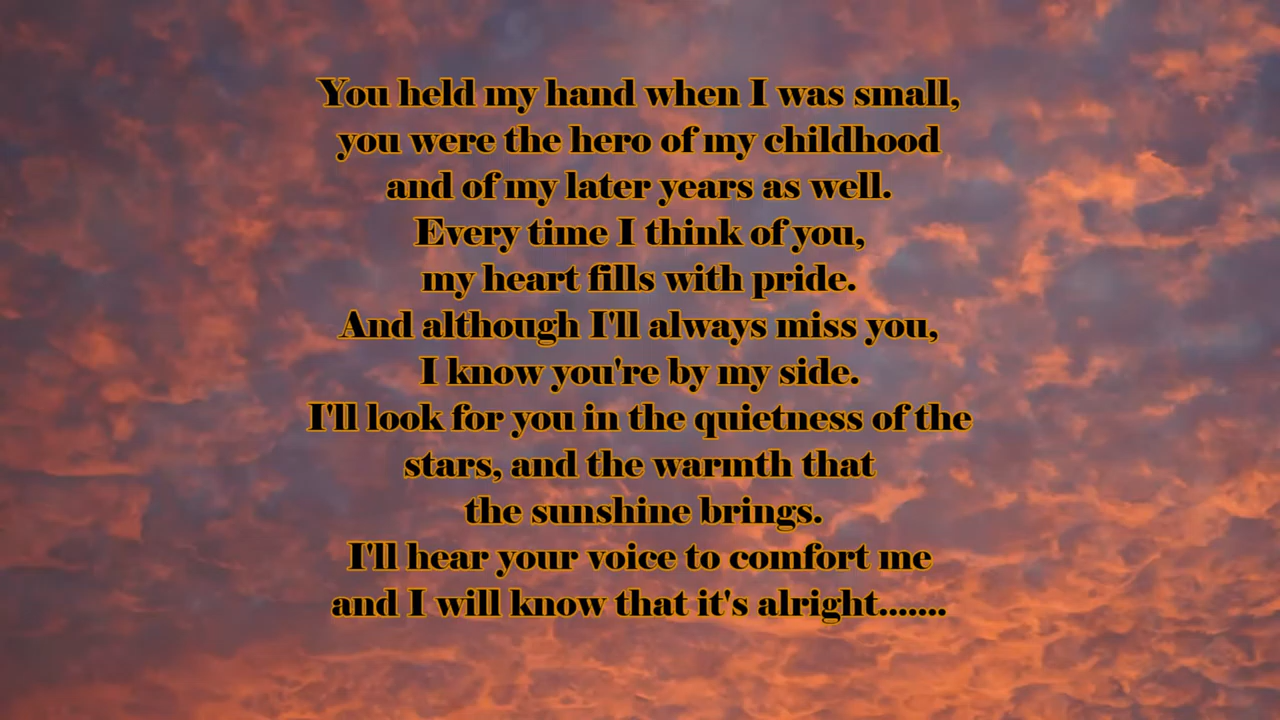 You held my hand when I was small,
you were the hero of my childhood
and of my later years as well.
Every time I think of you,
my heart fills with pride.
And although I'll always miss you,
I know you're by my side.
I'll look for you in the quietness of the
stars, and the warmth that
the sunshine brings.
I'll hear your voice to comfort me
and I will know that it's alright.......